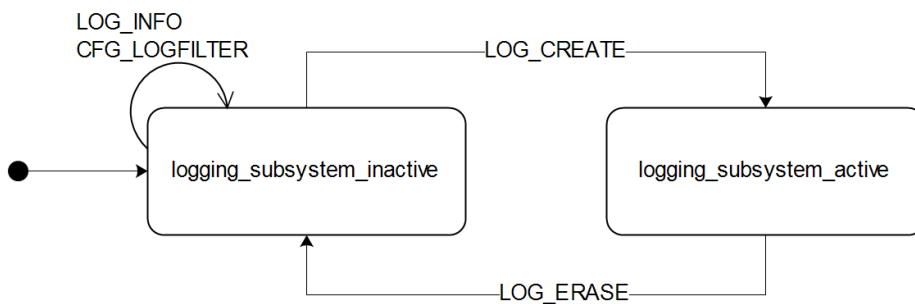 LOG_INFO
CFG_LOGFILTER
LOG_CREATE
logging_subsystem_inactive
logging_subsystem_active
LOG_ERASE